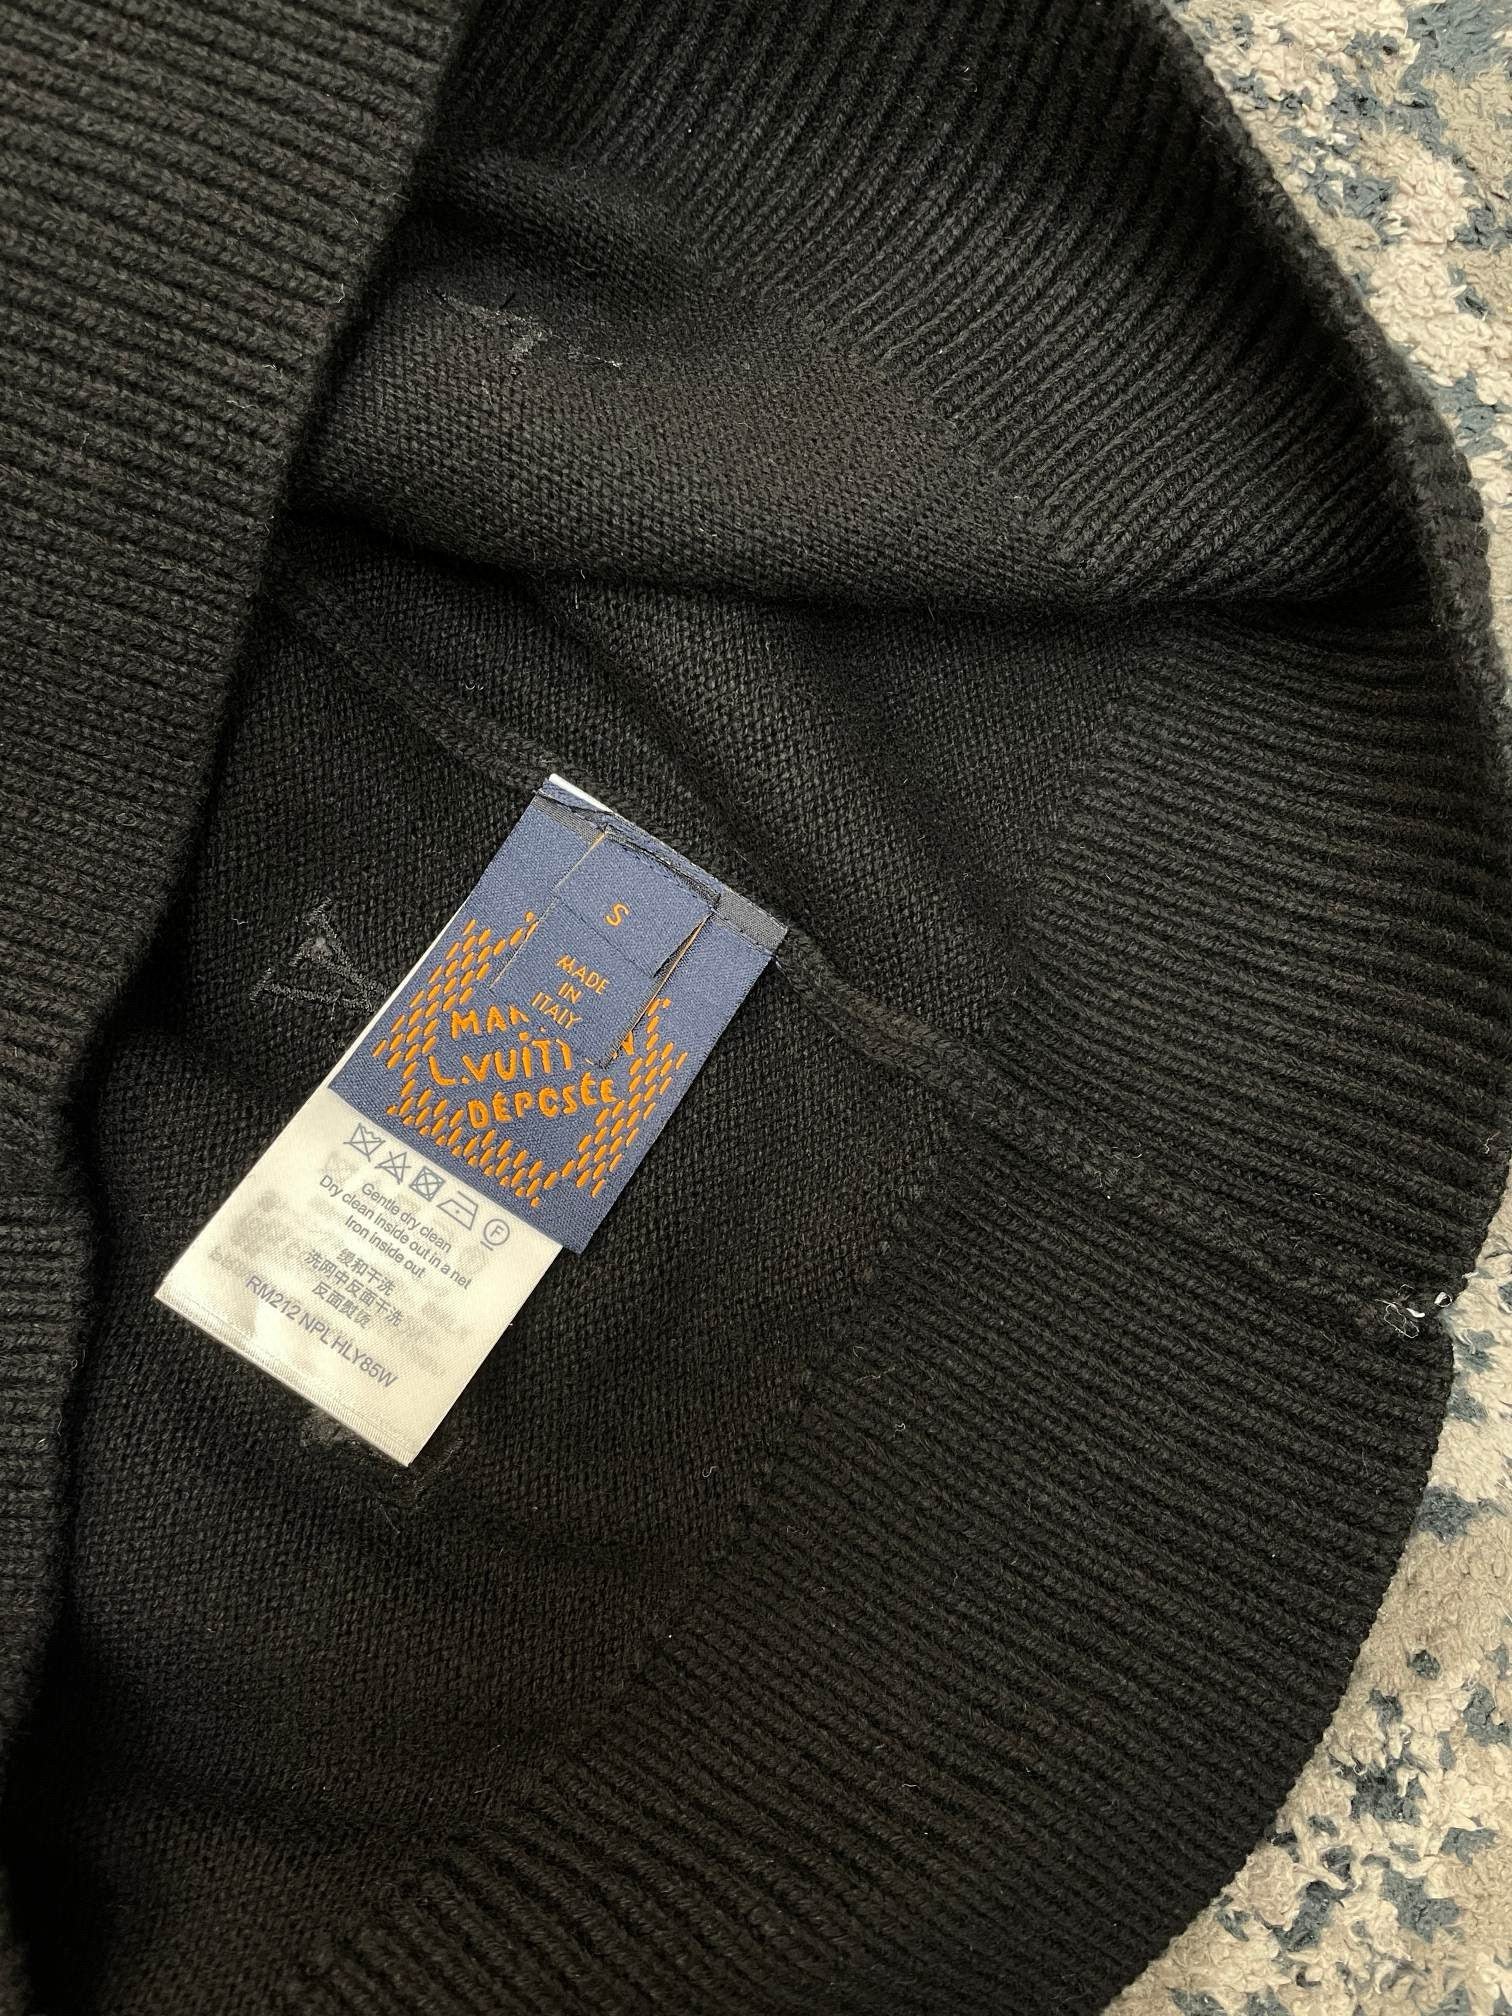 S
MADE
IN
ITALY
L.VUITT
DÉPOSÉE
F
Gentle dry clean
Dry clean inside out in a net
Iron inside out
缓和干洗
洗网中反面干洗
反面熨烫
RM212 NPL HLY85W